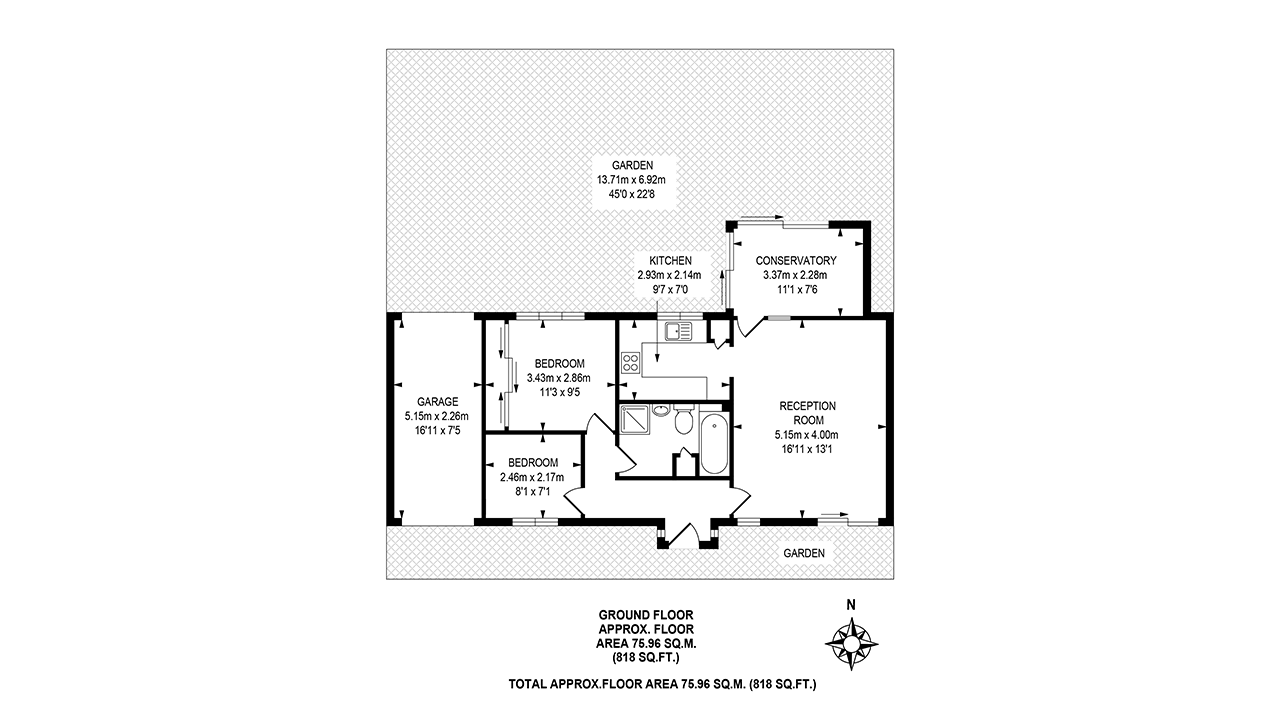 GARDEN
13.71m x 6.92m
45'0 x 22'8
KITCHEN
2.93m x 2.14m
9'7 x 7'0
CONSERVATORY
3.37m x 2.28m
11'1 x 7'6
BEDROOM
3.43m x 2.86m
11'3 x 9'5
GARAGE
5.15m x 2.26m
16'11 x 7'5
RECEPTION
ROOM
5.15m x 4.00m
16'11 x 13'1
BEDROOM
2.46m x 2.17m
8'1 x 7'1
GARDEN
GROUND FLOOR
APPROX. FLOOR
AREA 75.96 SQ.M.
(818 SQ.FT.)
N
TOTAL APPROX.FLOOR AREA 75.96 SQ.M. (818 SQ.FT.)